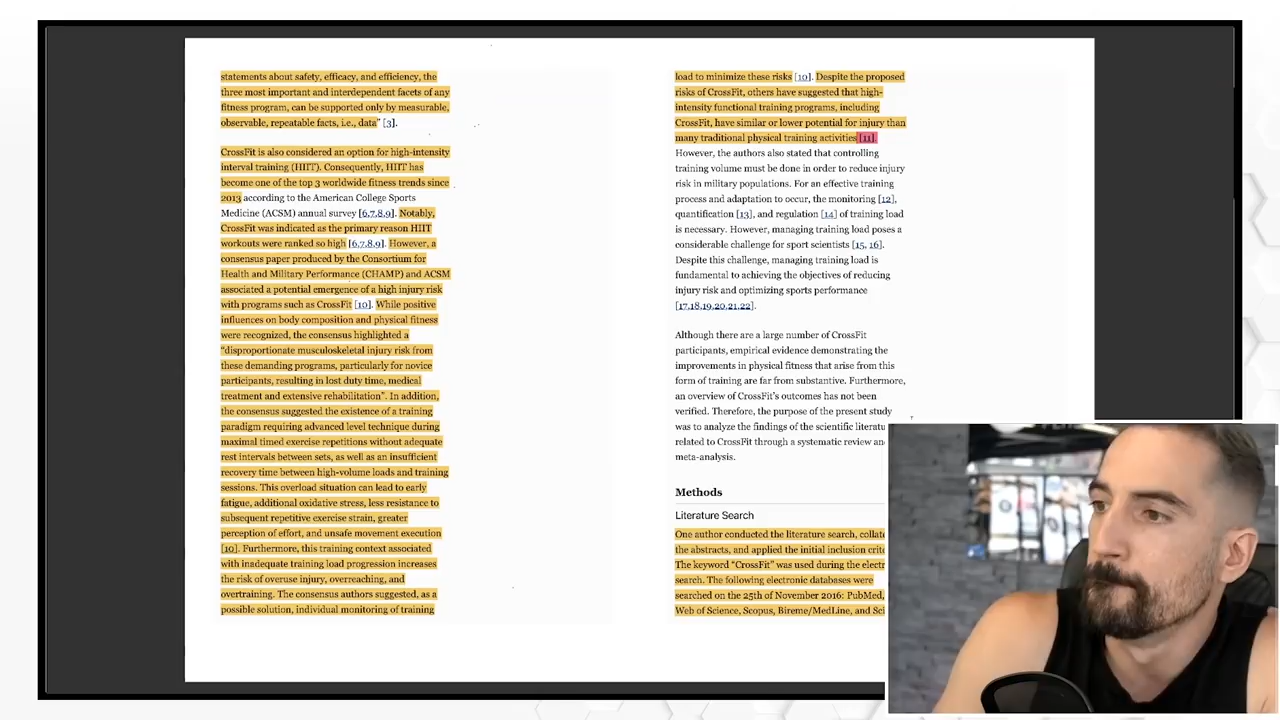 statements about safety, efficacy, and efficiency, the
three most important and interdependent facets of any
fitness program, can be supported only by measurable,
observable, repeatable facts, i.e., data" [3].
CrossFit is also considered an option for high-intensity
interval training (HIIT). Consequently, HIIT has
become one of the top 3 worldwide fitness trends since
2013 according to the American College Sports
Medicine (ACSM) annual survey [6,7,8,9]. Notably,
CrossFit was indicated as the primary reason HIIT
workouts were ranked so high [6,7,8,9]. However, a
consensus paper produced by the Consortium for
Health and Military Performance (CHAMP) and ACSM
associated a potential emergence of a high injury risk
with programs such as CrossFit [10]. While positive
influences on body composition and physical fitness
were recognized, the consensus highlighted a
"disproportionate musculoskeletal injury risk from
these demanding programs, particularly for novice
participants, resulting in lost duty time, medical
treatment and extensive rehabilitation". In addition,
the consensus suggested the existence of a training
paradigm requiring advanced level technique during
maximal timed exercise repetitions without adequate
rest intervals between sets, as well as an insufficient
recovery time between high-volume loads and training
sessions. This overload situation can lead to early
fatigue, additional oxidative stress, less resistance to
subsequent repetitive exercise strain, greater
perception of effort, and unsafe movement execution
[10]. Furthermore, this training context associated
with inadequate training load progression increases
the risk of overuse injury, overreaching, and
overtraining. The consensus authors suggested, as a
possible solution, individual monitoring of training
load to minimize these risks [10]. Despite the proposed
risks of CrossFit, others have suggested that high-
intensity functional training programs, including
CrossFit, have similar or lower potential for injury than
many traditional physical training activities [11].
However, the authors also stated that controlling
training volume must be done in order to reduce injury
risk in military populations. For an effective training
process and adaptation to occur, the monitoring [12],
quantification [13], and regulation [14] of training load
is necessary. However, managing training load poses a
considerable challenge for sport scientists [15, 16].
Despite this challenge, managing training load is
fundamental to achieving the objectives of reducing
injury risk and optimizing sports performance
[17,18,19,20,21,22].
Although there are a large number of CrossFit
participants, empirical evidence demonstrating the
improvements in physical fitness that arise from this
form of training are far from substantive. Furthermore,
an overview of CrossFit's outcomes has not been
verified. Therefore, the purpose of the present study
was to analyze the findings of the scientific literatu
related to CrossFit through a systematic review an
meta-analysis.
Methods
Literature Search
One author conducted the literature search, collate
the abstracts, and applied the initial inclusion crite
The keyword "CrossFit" was used during the electr
search. The following electronic databases were
searched on the 25th of November 2016: PubMed,
Web of Science, Scopus, Bireme/MedLine, and Sci